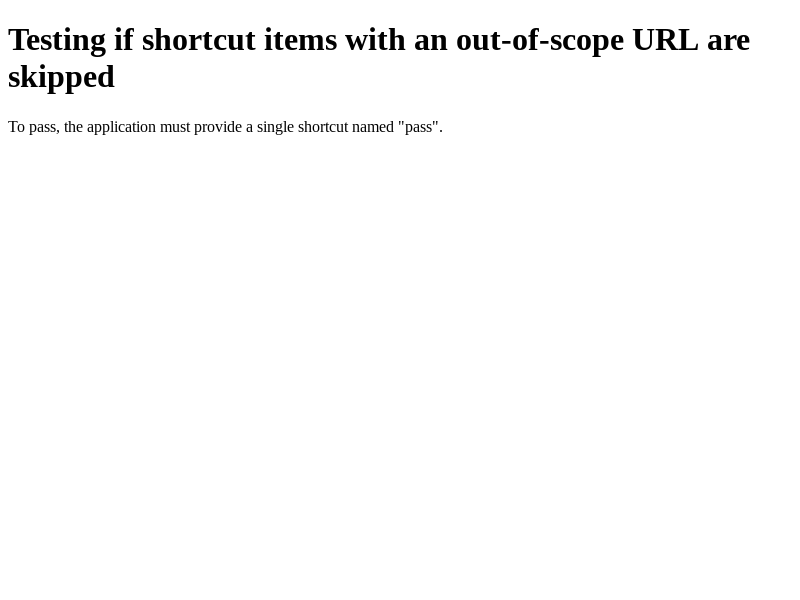 Testing if shortcut items with an out-of-scope URL are
skipped
To pass, the application must provide a single shortcut named "pass".